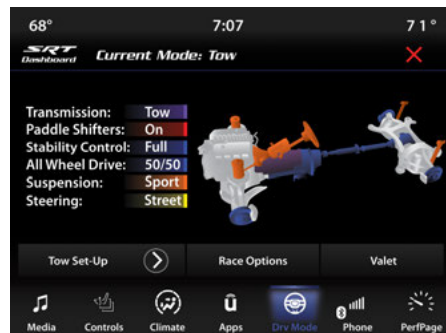 68° 7:07 71°
SRT Dashboard Current Mode: Tow
Transmission: Tow
Paddle Shifters: On
Stability Control: Full
All Wheel Drive: 50/50
Suspension: Sport
Steering: Street
Tow Set-Up Race Options Valet
Media Controls Climate Apps Drv Mode Phone PerfPage